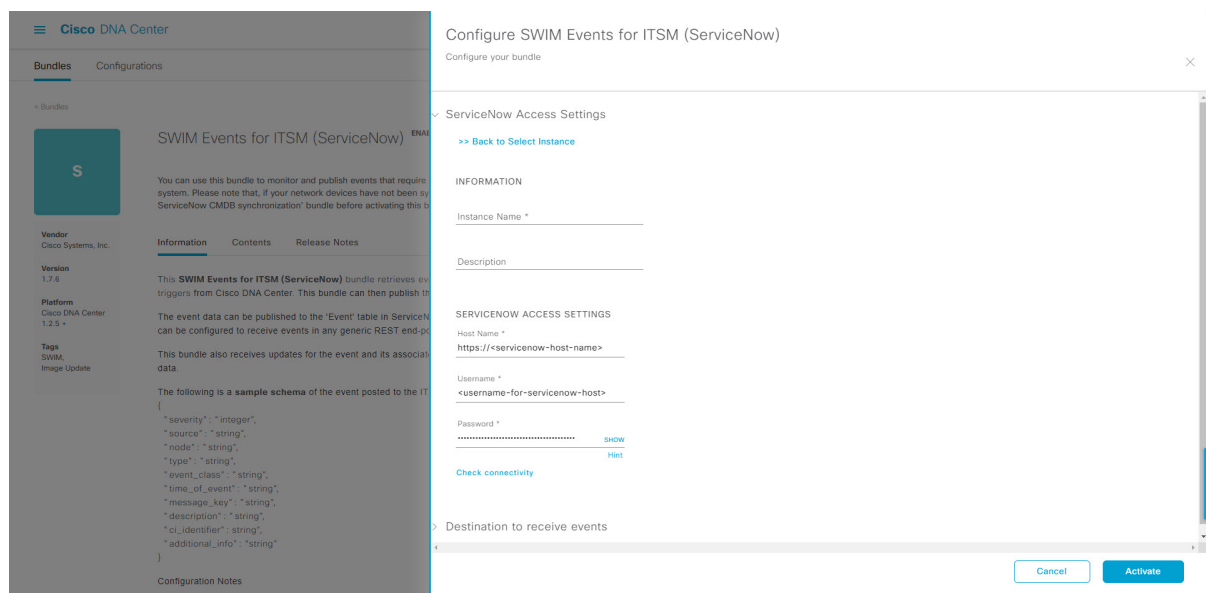 Cisco DNA Center
Bundles Configurations
< Bundles
S
SWIM Events for ITSM (ServiceNow)
You can use this bundle to monitor and publish events that require
system. Please note that, if your network devices have not been sy
ServiceNow CMDB synchronization' bundle before activating this b
Vendor
Cisco Systems, Inc.
Version
1.7.6
Platform
Cisco DNA Center
1.2.5 +
Tags
SWIM,
Image Update
Information Contents Release Notes
This SWIM Events for ITSM (ServiceNow) bundle retrieves ev
triggers from Cisco DNA Center. This bundle can then publish th
The event data can be published to the 'Event' table in ServiceN
can be configured to receive events in any generic REST end-po
This bundle also receives updates for the event and its associat
data.
The following is a sample schema of the event posted to the IT
{
"severity" : "integer",
"source" : "string",
"node" : "string",
"type" : "string",
"event_class" : "string",
"time_of_event" : "string",
"message_key" : "string",
"description" : "string",
"ci_identifier" : string",
"additional_info" : "string"
}
Configuration Notes
Configure SWIM Events for ITSM (ServiceNow)
Configure your bundle
ServiceNow Access Settings
>> Back to Select Instance
INFORMATION
Instance Name *
Description
SERVICENOW ACCESS SETTINGS
Host Name *
https://<servicenow-host-name>
Username *
<username-for-servicenow-host>
Password *
SHOW
Hint
Check connectivity
Destination to receive events
Cancel Activate